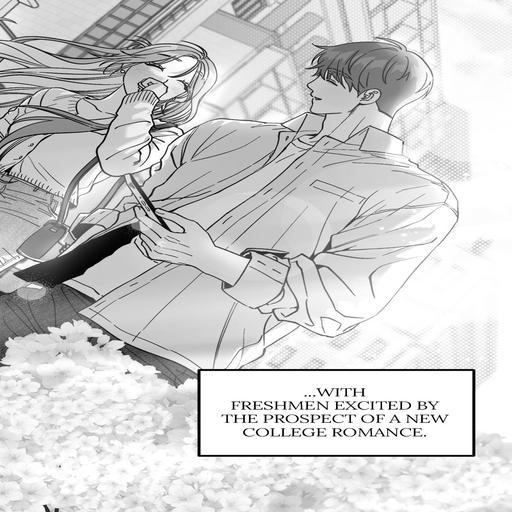 ...WITH
FRESHMEN EXCITED BY
THE PROSPECT OF A NEW
COLLEGE ROMANCE.